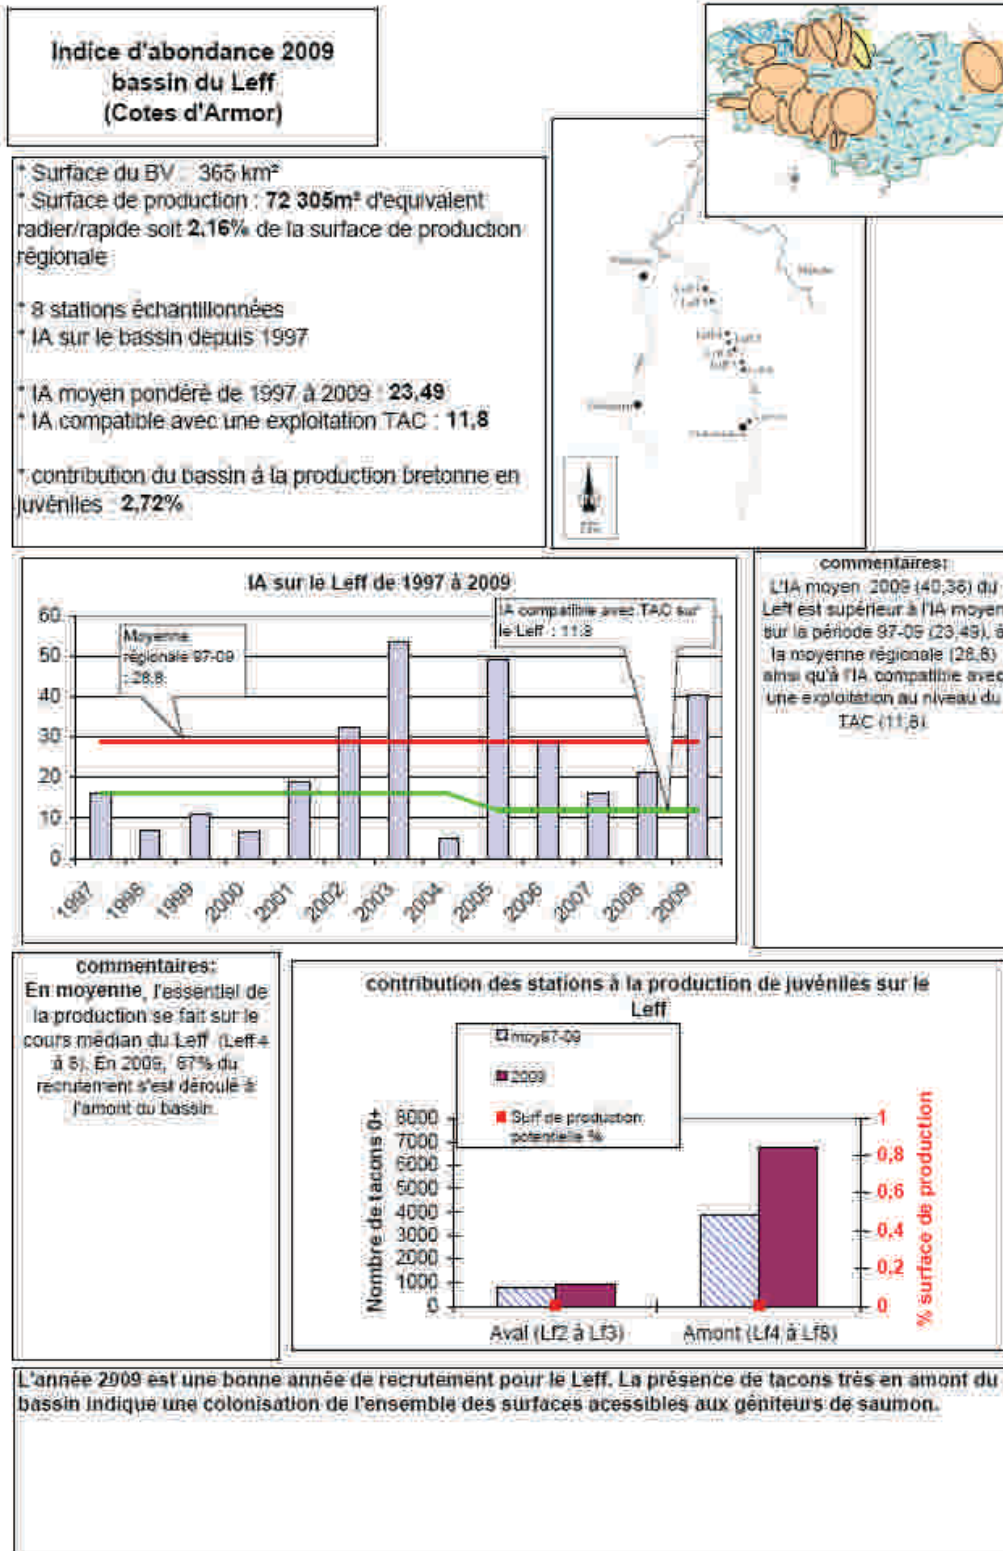 Indice d'abondance 2009
bassin du Leff
(Cotes d'Armor)
* Surface du BV : 365 km²
* Surface de production : 72 305m² d'equivalent
radier/rapide soit 2,16% de la surface de production
régionale
* 8 stations échantillonnées
* IA sur le bassin depuis 1997
* IA moyen pondéré de 1997 à 2009 : 23,49
* IA compatible avec une exploitation TAC : 11,8
* contribution du bassin à la production bretonne en
juvéniles : 2,72%
IA sur le Leff de 1997 à 2009
Moyenne
régionale 97-09
: 28,8
IA compatible avec TAC sur
le Leff : 11,8
60
50
40
30
20
10
0
1997
1998
1999
2000
2001
2002
2003
2004
2005
2006
2007
2008
2009
commentaires:
L'IA moyen 2009 (40,36) du
Leff est supérieur à l'IA moyen
sur la période 97-09 (23,49), à
la moyenne régionale (28,8)
ainsi qu'à l'IA compatible avec
une exploitation au niveau du
TAC (11,8).
commentaires:
En moyenne, l'essentiel de
la production se fait sur le
cours médian du Leff (Leff 4
à 8). En 2009, 87% du
recrutement s'est déroulé à
l'amont du bassin.
contribution des stations à la production de juvéniles sur le
Leff
moy97-09
2009
Surf de production
potentielle %
Nombre de tacons 0+
8000
7000
6000
5000
4000
3000
2000
1000
0
1
0,8
0,6
0,4
0,2
0
% surface de production
Aval (Lf2 à Lf3)
Amont (Lf4 à Lf8)
L'année 2009 est une bonne année de recrutement pour le Leff. La présence de tacons très en amont du
bassin indique une colonisation de l'ensemble des surfaces acessibles aux géniteurs de saumon.